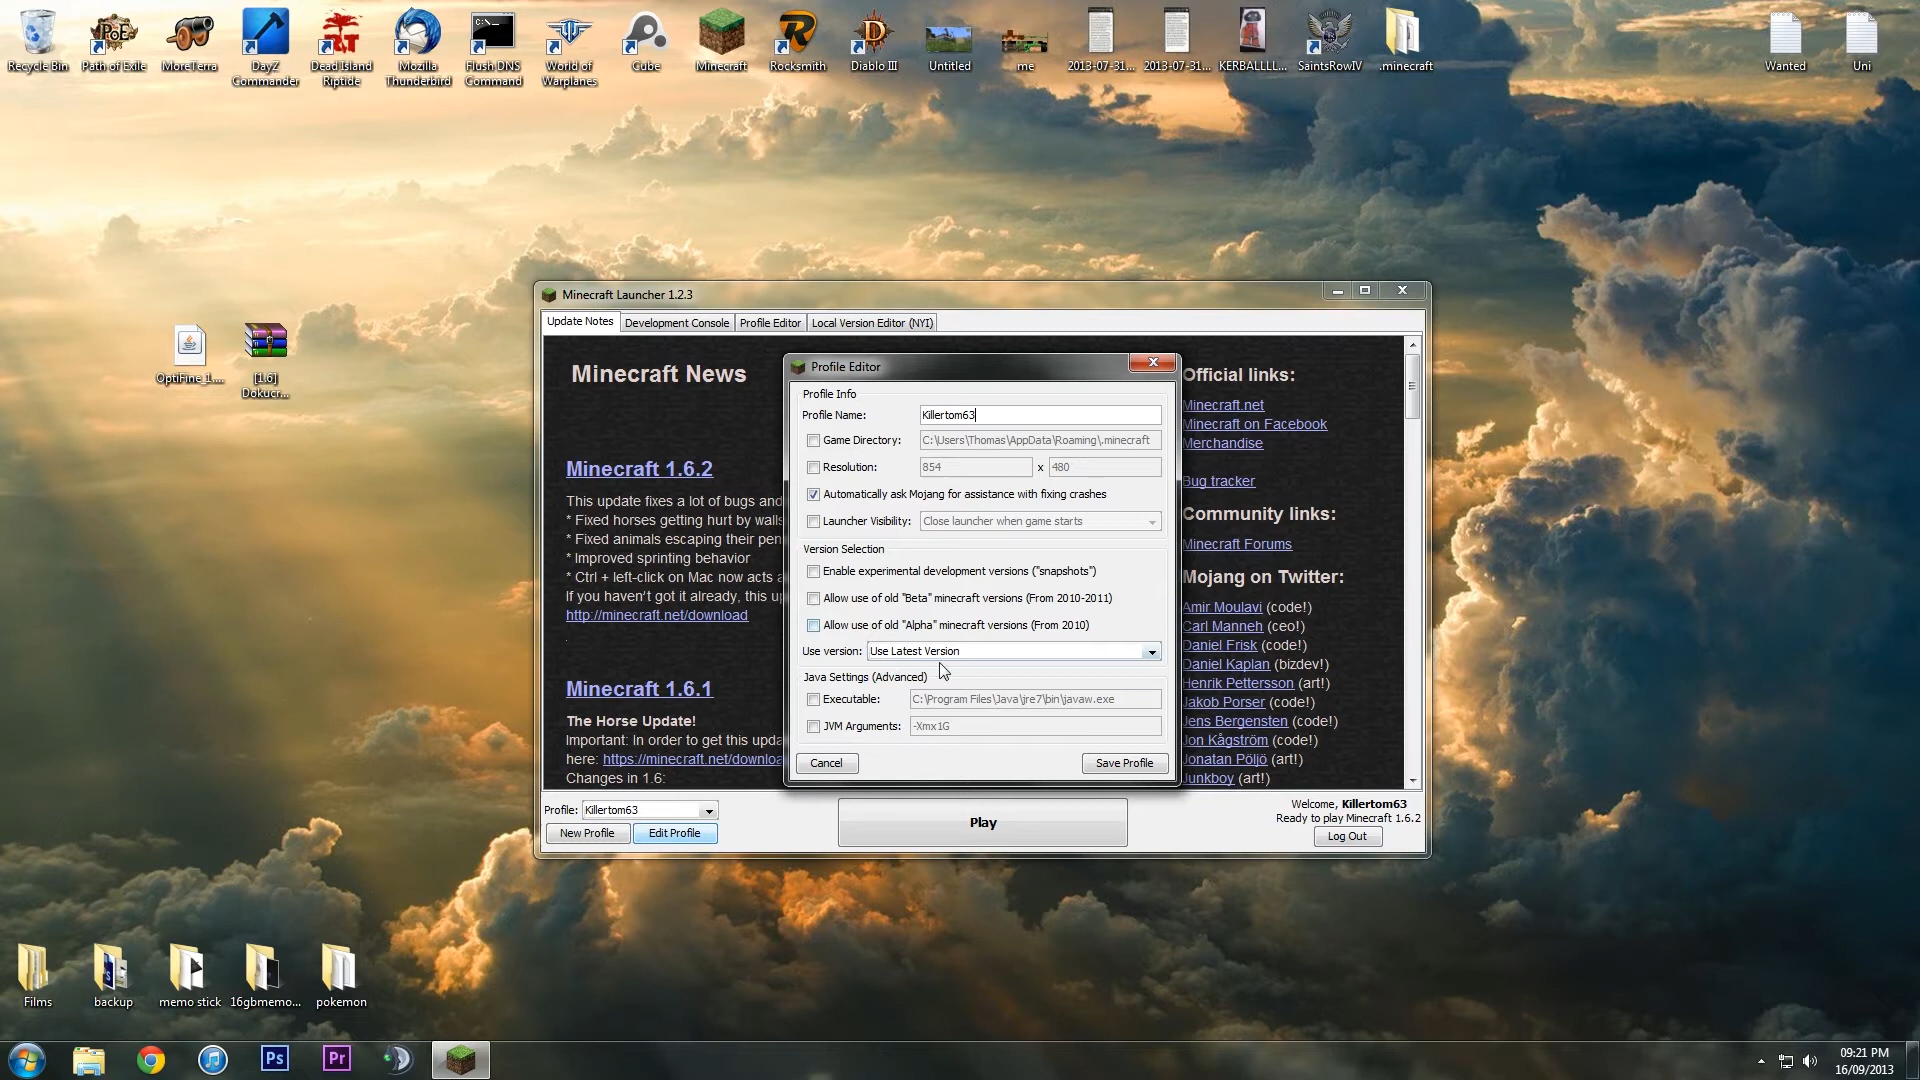 Recycle Bin
Path of Exile
MoreTerra
DayZ Commander
Dead Island Riptide
Mozilla Thunderbird
Flush DNS Command
World of Warplanes
Cube
Minecraft
Rocksmith
Diablo III
Untitled
me
2013-07-31...
2013-07-31...
KERBALLLL...
SaintsRowIV
.minecraft
Wanted
Uni
OptiFine_1....
[1.6] Dokucr...
Minecraft Launcher 1.2.3
Update Notes
Development Console
Profile Editor
Local Version Editor (NYI)
Minecraft News
Minecraft 1.6.2
This update fixes a lot of bugs and
* Fixed horses getting hurt by walls
* Fixed animals escaping their pen
* Improved sprinting behavior
* Ctrl + left-click on Mac now acts a
If you haven't got it already, this up
http://minecraft.net/download
Minecraft 1.6.1
The Horse Update!
Important: In order to get this upda
here: https://minecraft.net/downloa
Changes in 1.6:
Profile Editor
Profile Info
Profile Name: Killertom63
Game Directory: C:\Users\Thomas\AppData\Roaming\.minecraft
Resolution: 854 x 480
Automatically ask Mojang for assistance with fixing crashes
Launcher Visibility: Close launcher when game starts
Version Selection
Enable experimental development versions ("snapshots")
Allow use of old "Beta" minecraft versions (From 2010-2011)
Allow use of old "Alpha" minecraft versions (From 2010)
Use version: Use Latest Version
Java Settings (Advanced)
Executable: C:\Program Files\Java\jre7\bin\javaw.exe
JVM Arguments: -Xmx1G
Cancel
Save Profile
Official links:
Minecraft.net
Minecraft on Facebook
Merchandise
Bug tracker
Community links:
Minecraft Forums
Mojang on Twitter:
Amir Moulavi (code!)
Carl Manneh (ceo!)
Daniel Frisk (code!)
Daniel Kaplan (bizdev!)
Henrik Pettersson (art!)
Jakob Porser (code!)
Jens Bergensten (code!)
Jon Kågström (code!)
Jonatan Pöljö (art!)
Junkboy (art!)
Profile: Killertom63
New Profile
Edit Profile
Play
Welcome, Killertom63
Ready to play Minecraft 1.6.2
Log Out
Films
backup
memo stick
16gbmemo...
pokemon
Ps
Pr
09:21 PM
16/09/2013